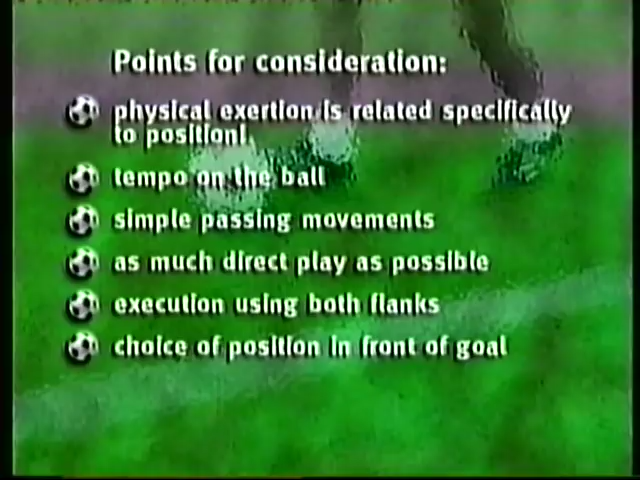 Points for consideration:
physical exertion is related specifically
to position!
tempo on the ball
simple passing movements
as much direct play as possible
execution using both flanks
choice of position in front of goal